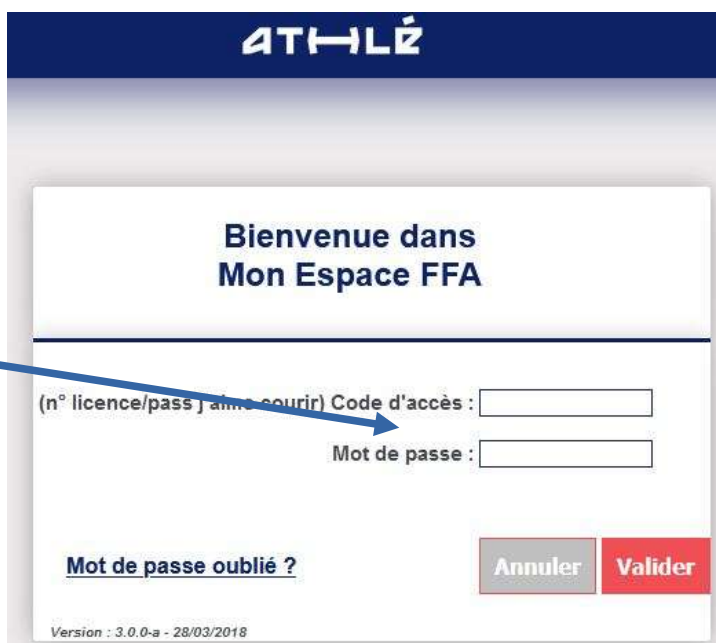 ATHLÉ
Bienvenue dans
Mon Espace FFA
(n° licence/pass j'aime courir) Code d'accès :
Mot de passe :
Mot de passe oublié ?
Annuler
Valider
Version : 3.0.0-a - 28/03/2018